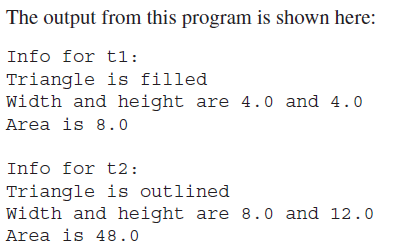 The output from this program is shown here:
Info for t1:
Triangle is filled
Width and height are 4.0 and 4.0
Area is 8.0
Info for t2:
Triangle is outlined
Width and height are 8.0 and 12.0
Area is 48.0